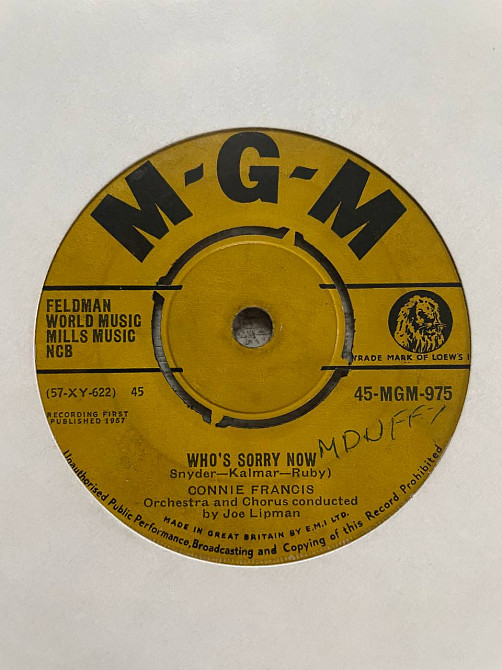 M-G-M
FELDMAN
WORLD MUSIC
MILLS MUSIC
NCB
TRADE MARK OF LOEW'S I
(57-XY-622) 45
45-MGM-975
RECORDING FIRST
PUBLISHED 1957
MDUFFY
WHO'S SORRY NOW
Snyder—Kalmar—Ruby)
CONNIE FRANCIS
Orchestra and Chorus conducted
by Joe Lipman
MADE IN GREAT BRITAIN BY E.M.I LTD.
Unauthorised Public Performance, Broadcasting and Copying of this Record Prohibited